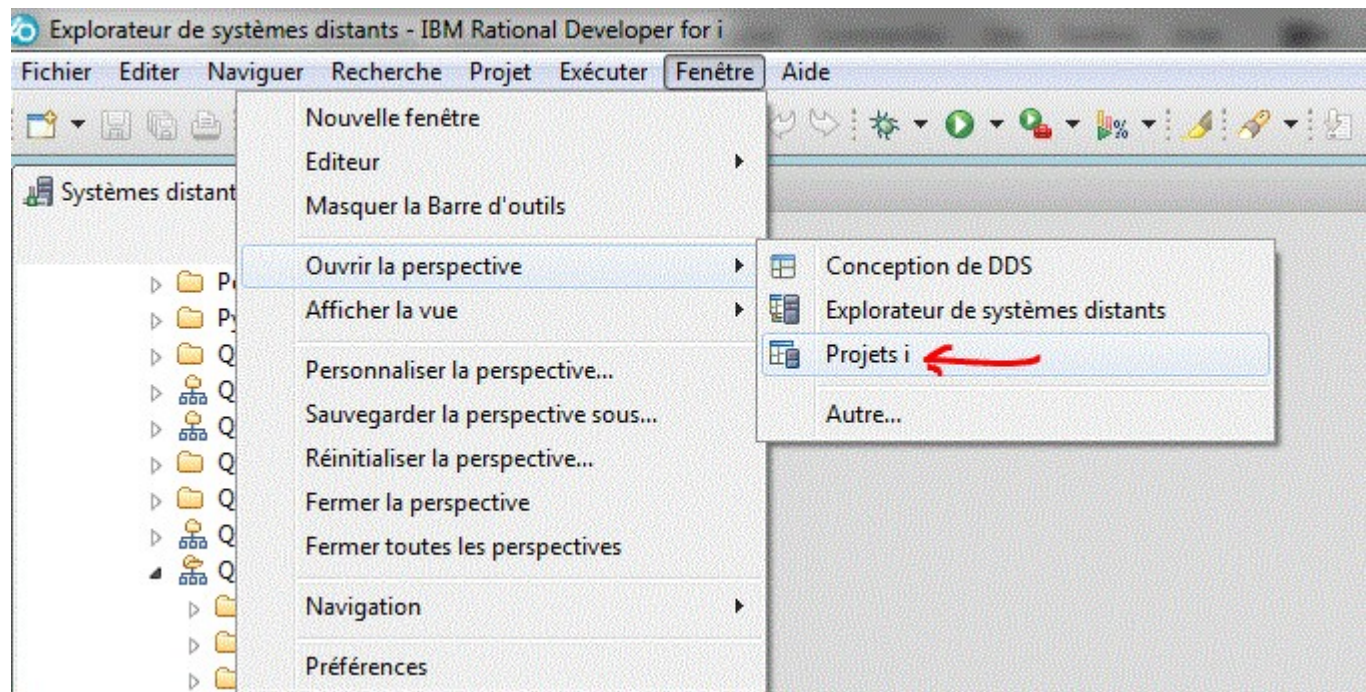 Explorateur de systèmes distants - IBM Rational Developer for i
Fichier Editer Naviguer Recherche Projet Exécuter Fenêtre Aide
Nouvelle fenêtre
Editeur
Masquer la Barre d'outils
Systèmes distant
Ouvrir la perspective
Afficher la vue
Personnaliser la perspective...
Sauvegarder la perspective sous...
Réinitialiser la perspective...
Fermer la perspective
Fermer toutes les perspectives
Navigation
Préférences
Conception de DDS
Explorateur de systèmes distants
Projets i
Autre...
Q
Q
Q
Q
Q
Q
Q